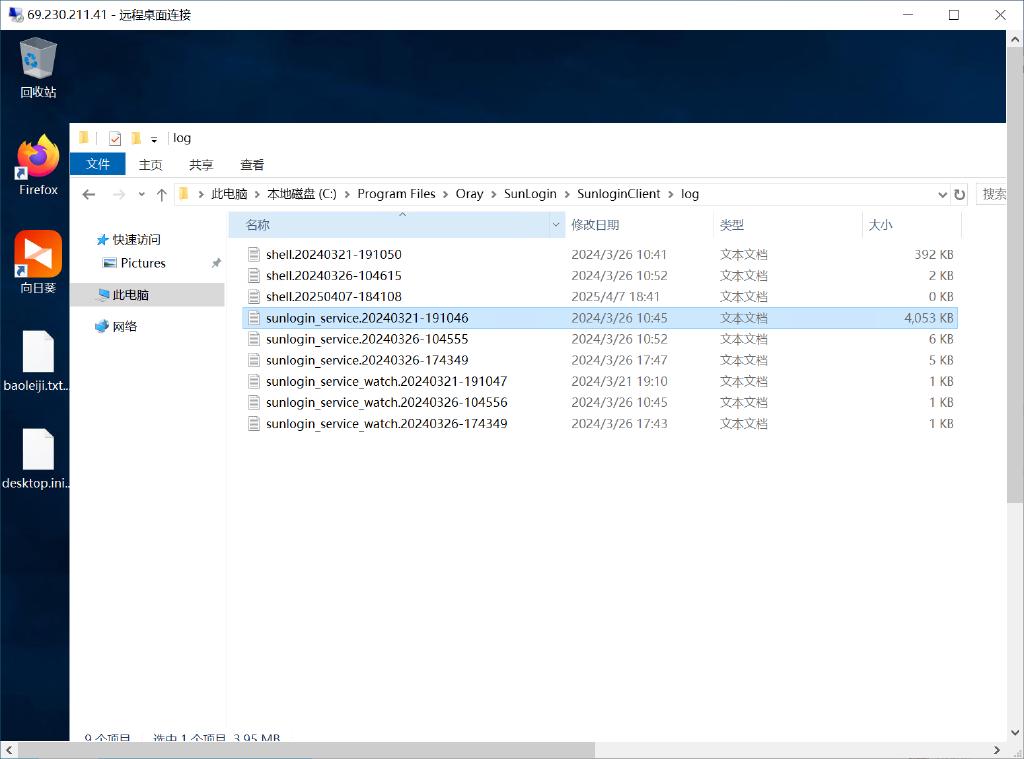 69.230.211.41 - 远程桌面连接
回收站
Firefox
向日葵
baoleiji.txt...
desktop.ini...
log
文件 主页 共享 查看
此电脑 > 本地磁盘 (C:) > Program Files > Oray > SunLogin > SunloginClient > log
搜索
快速访问
Pictures
此电脑
网络
名称 修改日期 类型 大小
shell.20240321-191050 2024/3/26 10:41 文本文档 392 KB
shell.20240326-104615 2024/3/26 10:52 文本文档 2 KB
shell.20250407-184108 2025/4/7 18:41 文本文档 0 KB
sunlogin_service.20240321-191046 2024/3/26 10:45 文本文档 4,053 KB
sunlogin_service.20240326-104555 2024/3/26 10:52 文本文档 6 KB
sunlogin_service.20240326-174349 2024/3/26 17:47 文本文档 5 KB
sunlogin_service_watch.20240321-191047 2024/3/21 19:10 文本文档 1 KB
sunlogin_service_watch.20240326-104556 2024/3/26 10:45 文本文档 1 KB
sunlogin_service_watch.20240326-174349 2024/3/26 17:43 文本文档 1 KB
9 个项目 选中 1 个项目 3.95 MB